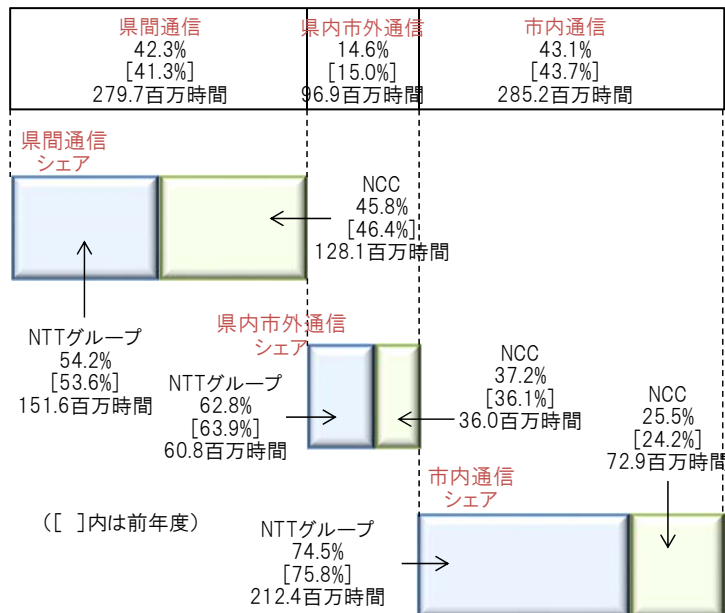 県間通信
42.3%
[41.3%]
279.7百万時間
県内市外通信
14.6%
[15.0%]
96.9百万時間
市内通信
43.1%
[43.7%]
285.2百万時間
県間通信
シェア
NCC
45.8%
[46.4%]
128.1百万時間
NTTグループ
54.2%
[53.6%]
151.6百万時間
県内市外通信
シェア
NTTグループ
62.8%
[63.9%]
60.8百万時間
NCC
37.2%
[36.1%]
36.0百万時間
NCC
25.5%
[24.2%]
72.9百万時間
市内通信
シェア
NTTグループ
74.5%
[75.8%]
212.4百万時間
([ ]内は前年度)